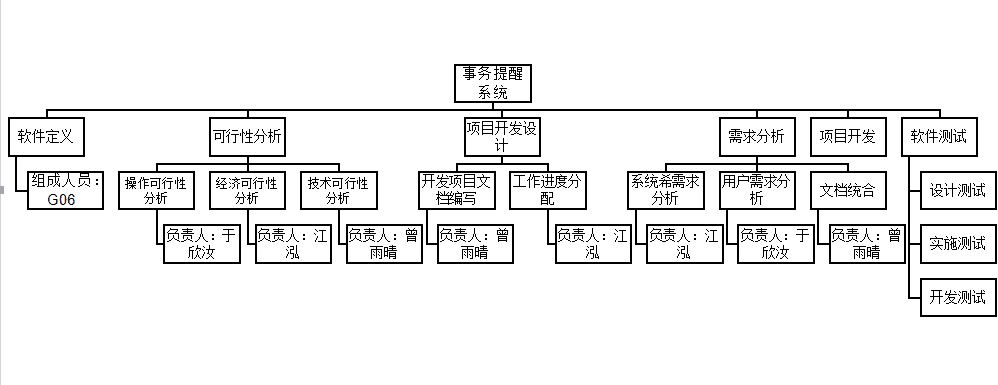 事务提醒
系统
软件定义
可行性分析
项目开发设
计
需求分析
项目开发
软件测试
组成人员：
G06
操作可行性
分析
经济可行性
分析
技术可行性
分析
开发项目文
档编写
工作进度分
配
系统希需求
分析
用户需求分
析
文档统合
设计测试
负责人：于
欣汝
负责人：江
泓
负责人：曾
雨晴
负责人：曾
雨晴
负责人：江
泓
负责人：江
泓
负责人：于
欣汝
负责人：曾
雨晴
实施测试
开发测试